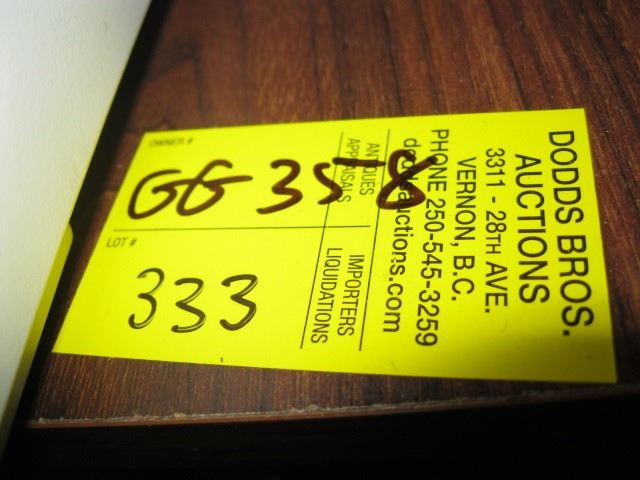 DODDS BROS.
AUCTIONS
3311 - 28TH AVE.
VERNON, B.C.
PHONE 250-545-3259
doddsauctions.com
ANTIQUES
APPRAISALS
IMPORTERS
LIQUIDATIONS
OWNER #
GG 358
LOT #
333